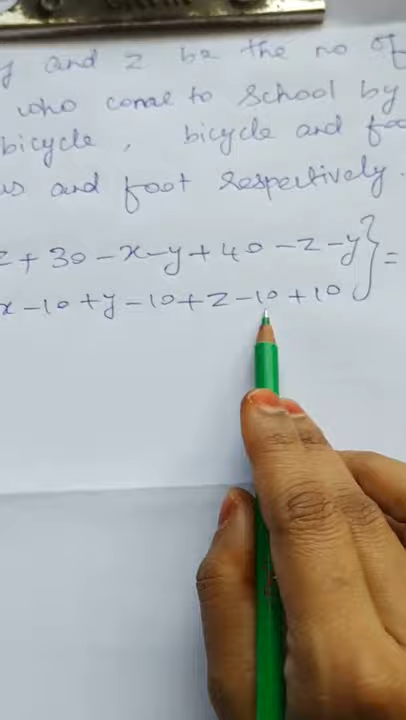 y and z be the no of
who come to school by
bicycle, bicycle and foo
us and foot respectively.
z + 30 - x - y + 40 - z - y } =
x - 10 + y - 10 + z - 10 + 10